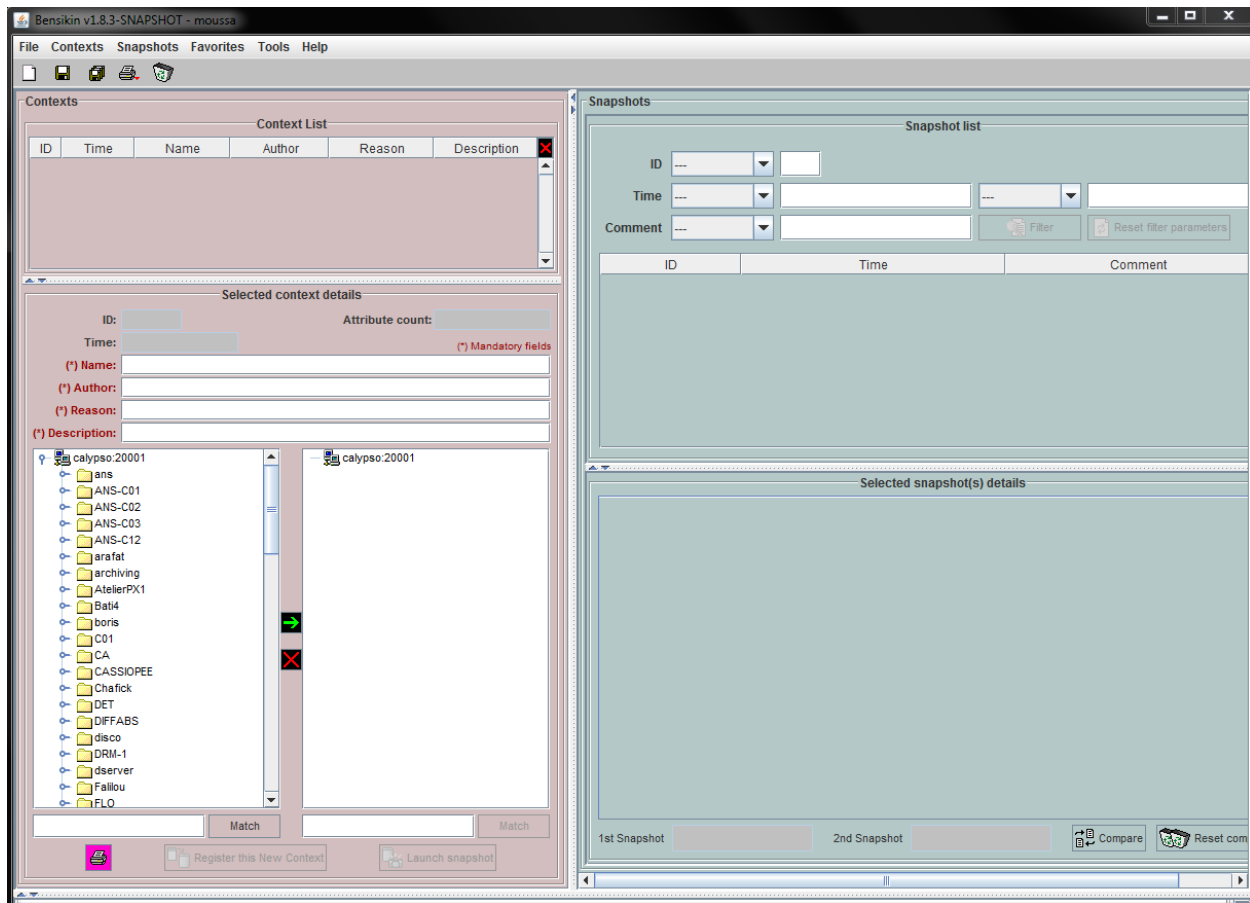 Bensikin v1.8.3-SNAPSHOT - moussa
File Contexts Snapshots Favorites Tools Help
Contexts
Context List
ID Time Name Author Reason Description
Selected context details
ID: Attribute count:
Time: (*) Mandatory fields
(*) Name:
(*) Author:
(*) Reason:
(*) Description:
calypso:20001
ans
ANS-C01
ANS-C02
ANS-C03
ANS-C12
arafat
archiving
AtelierPX1
Bati4
boris
C01
CA
CASSIOPEE
Chafick
DET
DIFFABS
disco
DRM-1
dserver
Falilou
FLO
calypso:20001
Match
Match
Register this New Context
Launch snapshot
Snapshots
Snapshot list
ID ---
Time --- ---
Comment --- Filter Reset filter parameters
ID Time Comment
Selected snapshot(s) details
1st Snapshot 2nd Snapshot Compare Reset com